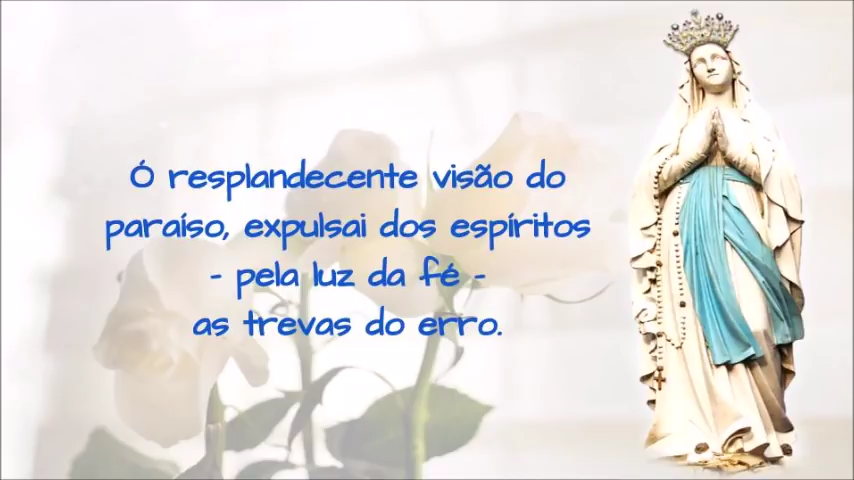 Ó resplandecente visão do
paraíso, expulsai dos espíritos
- pela luz da fé -
as trevas do erro.